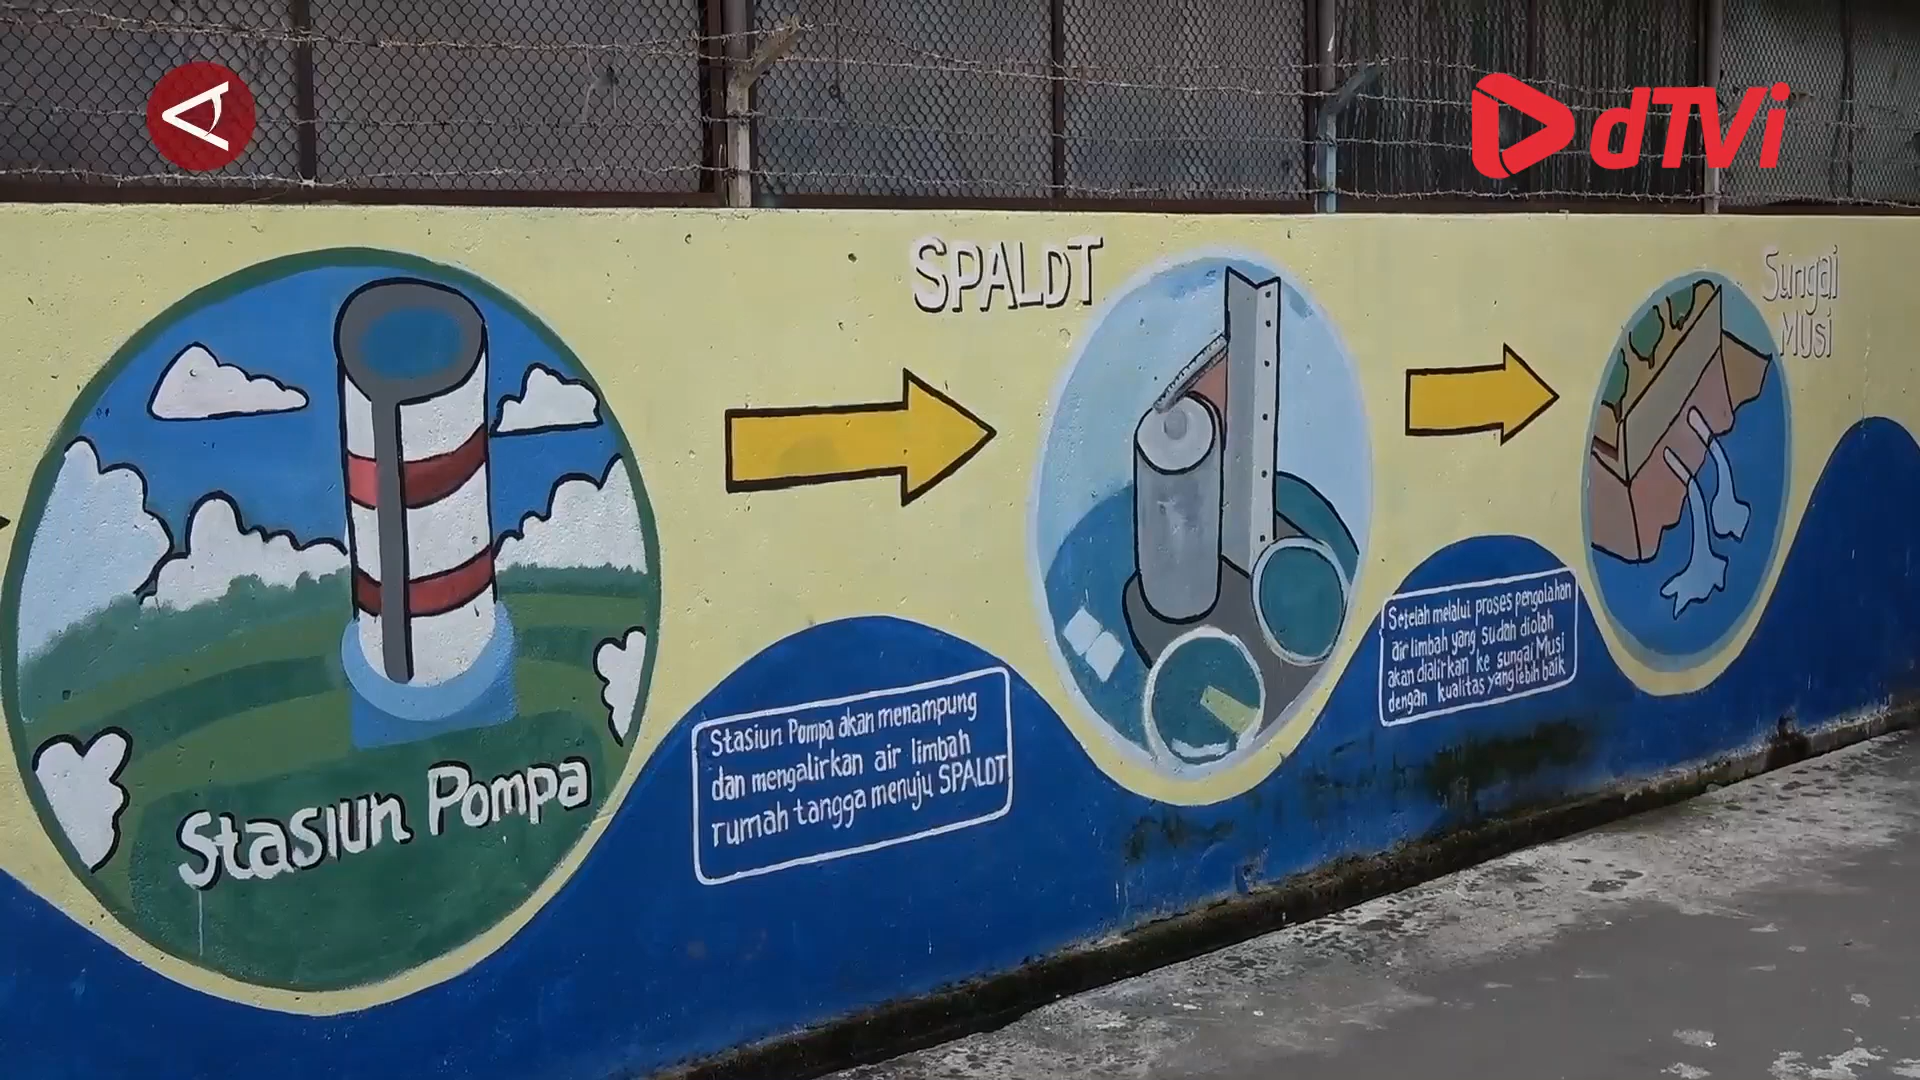 dTVi
SPALDT
Sungai
Musi
Stasiun Pompa
Stasiun Pompa akan menampung
dan mengalirkan air limbah
rumah tangga menuju SPALDT
Setelah melalui proses pengolahan
air limbah yang sudah diolah
akan dialirkan ke sungai Musi
dengan kualitas yang lebih baik